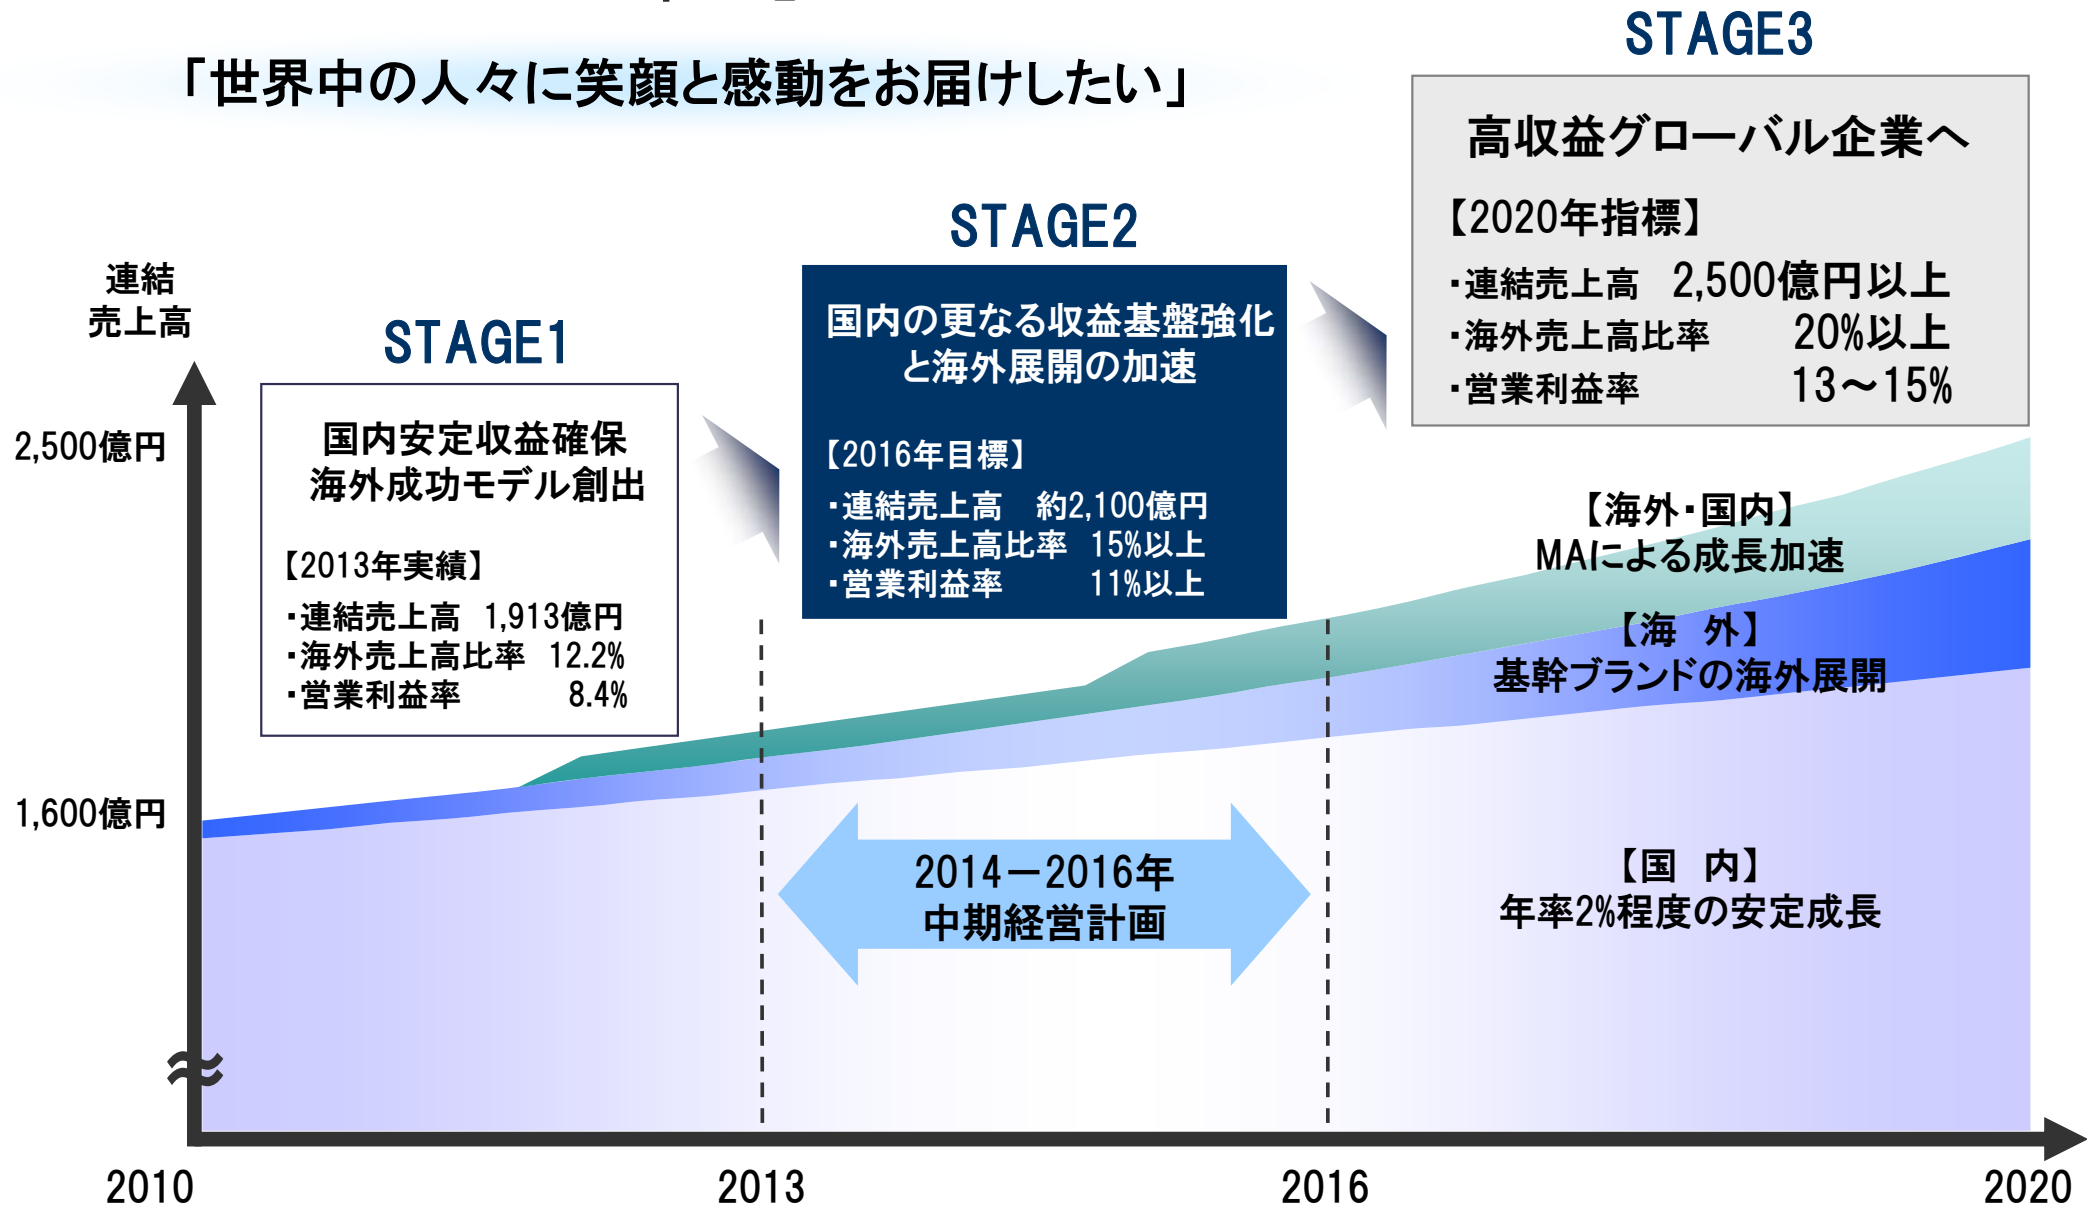 「世界中の人々に笑顔と感動をお届けしたい」
STAGE3
高収益グローバル企業へ
【2020年指標】
・連結売上高 2,500億円以上
・海外売上高比率 20%以上
・営業利益率 13～15%
STAGE2
国内の更なる収益基盤強化
と海外展開の加速
【2016年目標】
・連結売上高 約2,100億円
・海外売上高比率 15%以上
・営業利益率 11%以上
STAGE1
国内安定収益確保
海外成功モデル創出
【2013年実績】
・連結売上高 1,913億円
・海外売上高比率 12.2%
・営業利益率 8.4%
連結
売上高
2,500億円
1,600億円
【海外・国内】
MAによる成長加速
【海 外】
基幹ブランドの海外展開
【国 内】
年率2%程度の安定成長
2014－2016年
中期経営計画
2010
2013
2016
2020